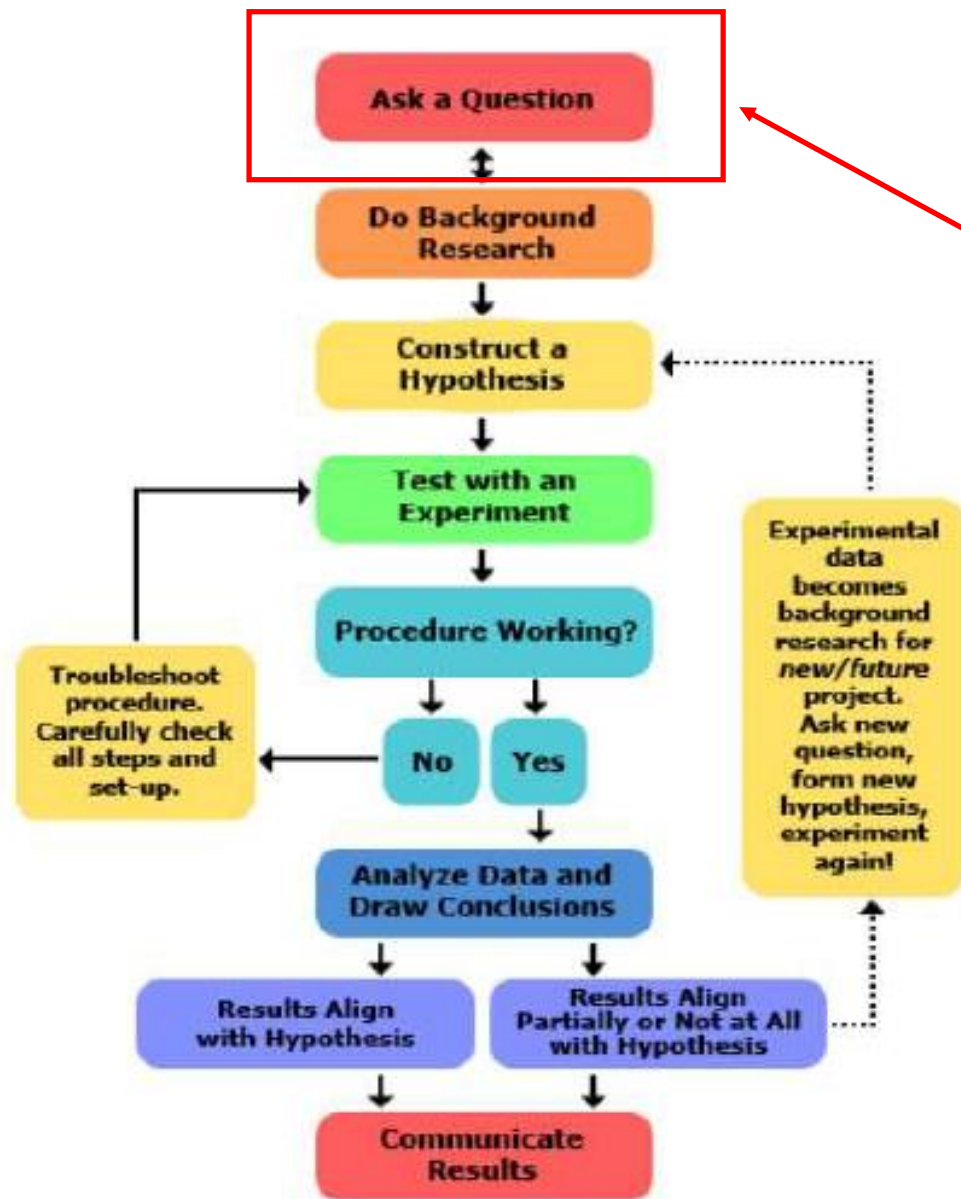 Ask a Question
Do Background
Research
Construct a
Hypothesis
Test with an
Experiment
Procedure Working?
Troubleshoot
procedure.
Carefully check
all steps and
set-up.
No
Yes
Experimental
data
becomes
background
research for
new/future
project.
Ask new
question,
form new
hypothesis,
experiment
again!
Analyze Data and
Draw Conclusions
Results Align
with Hypothesis
Results Align
Partially or Not at All
with Hypothesis
Communicate
Results